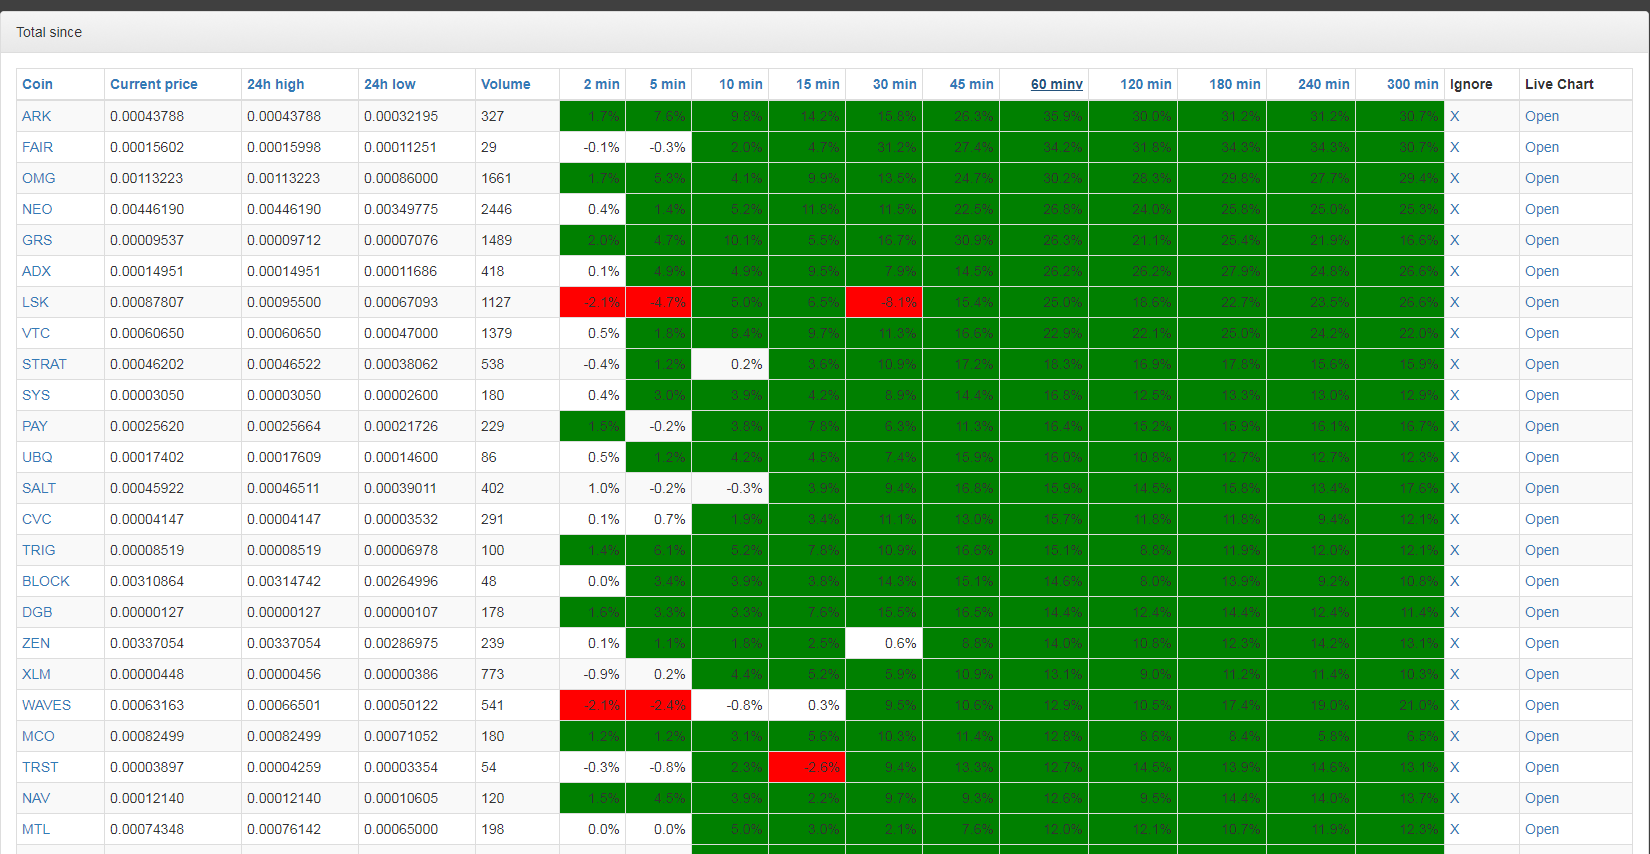 Total since
Coin Current price 24h high 24h low Volume 2 min 5 min 10 min 15 min 30 min 45 min 60 minv 120 min 180 min 240 min 300 min Ignore Live Chart
ARK 0.00043788 0.00043788 0.00032195 327 1.7% 7.6% 9.8% 14.2% 15.8% 26.3% 35.9% 30.0% 31.2% 31.2% 30.7% X Open
FAIR 0.00015602 0.00015998 0.00011251 29 -0.1% -0.3% 2.0% 4.7% 31.2% 27.4% 34.2% 31.8% 34.3% 34.3% 30.7% X Open
OMG 0.00113223 0.00113223 0.00086000 1661 1.7% 5.3% 4.1% 9.9% 13.5% 24.7% 30.2% 28.3% 29.8% 27.7% 29.4% X Open
NEO 0.00446190 0.00446190 0.00349775 2446 0.4% 1.4% 5.2% 11.8% 11.5% 22.5% 26.8% 24.0% 25.8% 25.0% 25.3% X Open
GRS 0.00009537 0.00009712 0.00007076 1489 2.0% 4.7% 10.1% 5.5% 16.7% 30.9% 26.3% 21.1% 25.4% 21.9% 16.6% X Open
ADX 0.00014951 0.00014951 0.00011686 418 0.1% 4.9% 4.9% 9.5% 7.9% 14.5% 26.2% 26.2% 27.9% 24.8% 26.6% X Open
LSK 0.00087807 0.00095500 0.00067093 1127 -2.1% -4.7% 5.0% 6.5% -8.1% 15.4% 25.0% 18.6% 22.7% 23.5% 26.6% X Open
VTC 0.00060650 0.00060650 0.00047000 1379 0.5% 1.8% 8.4% 9.7% 11.3% 16.6% 22.9% 22.1% 25.0% 24.2% 22.0% X Open
STRAT 0.00046202 0.00046522 0.00038062 538 -0.4% 1.2% 0.2% 3.6% 10.9% 17.2% 18.3% 16.9% 17.8% 15.6% 15.9% X Open
SYS 0.00003050 0.00003050 0.00002600 180 0.4% 3.0% 3.9% 4.2% 8.9% 14.4% 16.8% 12.5% 13.3% 13.0% 12.9% X Open
PAY 0.00025620 0.00025664 0.00021726 229 1.5% -0.2% 3.8% 7.8% 6.3% 11.3% 16.4% 15.2% 15.9% 16.1% 16.7% X Open
UBQ 0.00017402 0.00017609 0.00014600 86 0.5% 1.2% 4.2% 4.5% 7.4% 15.9% 16.0% 10.8% 12.7% 12.7% 12.3% X Open
SALT 0.00045922 0.00046511 0.00039011 402 1.0% -0.2% -0.3% 3.9% 9.4% 16.8% 15.9% 14.5% 15.8% 13.4% 17.6% X Open
CVC 0.00004147 0.00004147 0.00003532 291 0.1% 0.7% 1.9% 3.4% 11.1% 13.0% 15.7% 11.8% 11.8% 9.4% 12.1% X Open
TRIG 0.00008519 0.00008519 0.00006978 100 1.4% 6.1% 5.2% 7.8% 10.9% 16.6% 15.1% 8.8% 11.9% 12.0% 12.1% X Open
BLOCK 0.00310864 0.00314742 0.00264996 48 0.0% 3.4% 3.9% 3.8% 14.3% 15.1% 14.6% 8.0% 13.9% 9.2% 10.8% X Open
DGB 0.00000127 0.00000127 0.00000107 178 1.6% 3.3% 3.3% 7.6% 15.5% 16.5% 14.4% 12.4% 14.4% 12.4% 11.4% X Open
ZEN 0.00337054 0.00337054 0.00286975 239 0.1% 1.1% 1.8% 2.5% 0.6% 8.8% 14.0% 10.8% 12.3% 14.2% 13.1% X Open
XLM 0.00000448 0.00000456 0.00000386 773 -0.9% 0.2% 4.4% 5.2% 5.9% 10.9% 13.1% 9.0% 11.2% 11.4% 10.3% X Open
WAVES 0.00063163 0.00066501 0.00050122 541 -2.1% -2.4% -0.8% 0.3% 9.5% 10.6% 12.9% 10.5% 17.4% 19.0% 21.0% X Open
MCO 0.00082499 0.00082499 0.00071052 180 1.2% 1.2% 3.1% 5.6% 10.3% 11.4% 12.8% 8.6% 8.4% 5.8% 6.5% X Open
TRST 0.00003897 0.00004259 0.00003354 54 -0.3% -0.8% 2.3% -2.6% 9.4% 13.3% 12.7% 14.5% 13.9% 14.6% 13.1% X Open
NAV 0.00012140 0.00012140 0.00010605 120 1.5% 4.5% 3.9% 2.2% 9.7% 9.3% 12.6% 9.5% 14.4% 14.0% 13.7% X Open
MTL 0.00074348 0.00076142 0.00065000 198 0.0% 0.0% 5.0% 3.0% 2.1% 7.6% 12.0% 12.1% 10.7% 11.9% 12.3% X Open